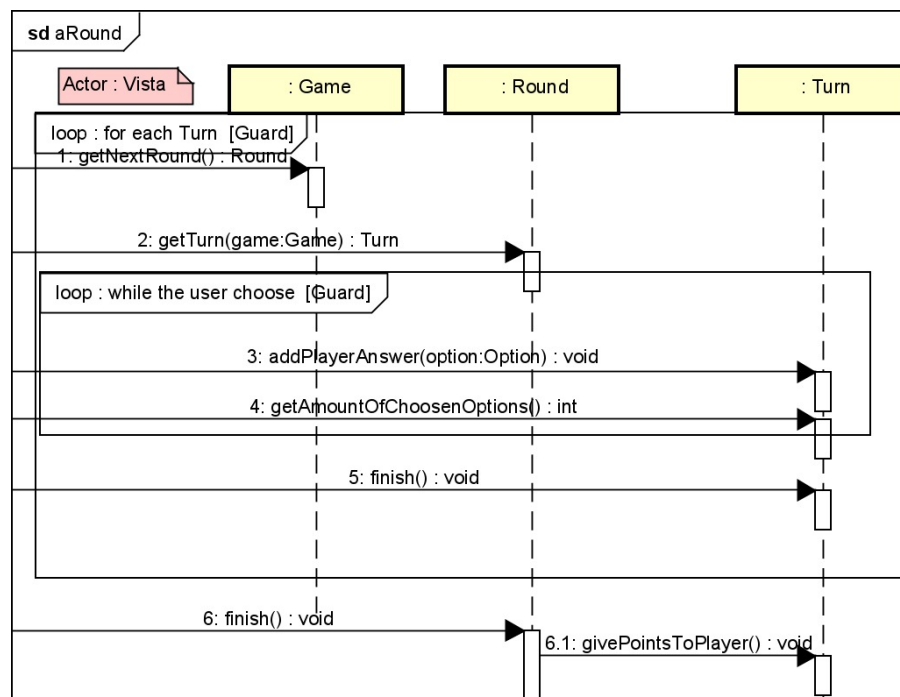 sd aRound
Actor : Vista
: Game
: Round
: Turn
loop : for each Turn [Guard]
1: getNextRound() : Round
2: getTurn(game:Game) : Turn
loop : while the user choose [Guard]
3: addPlayerAnswer(option:Option) : void
4: getAmountOfChoosenOptions() : int
5: finish() : void
6: finish() : void
6.1: givePointsToPlayer() : void